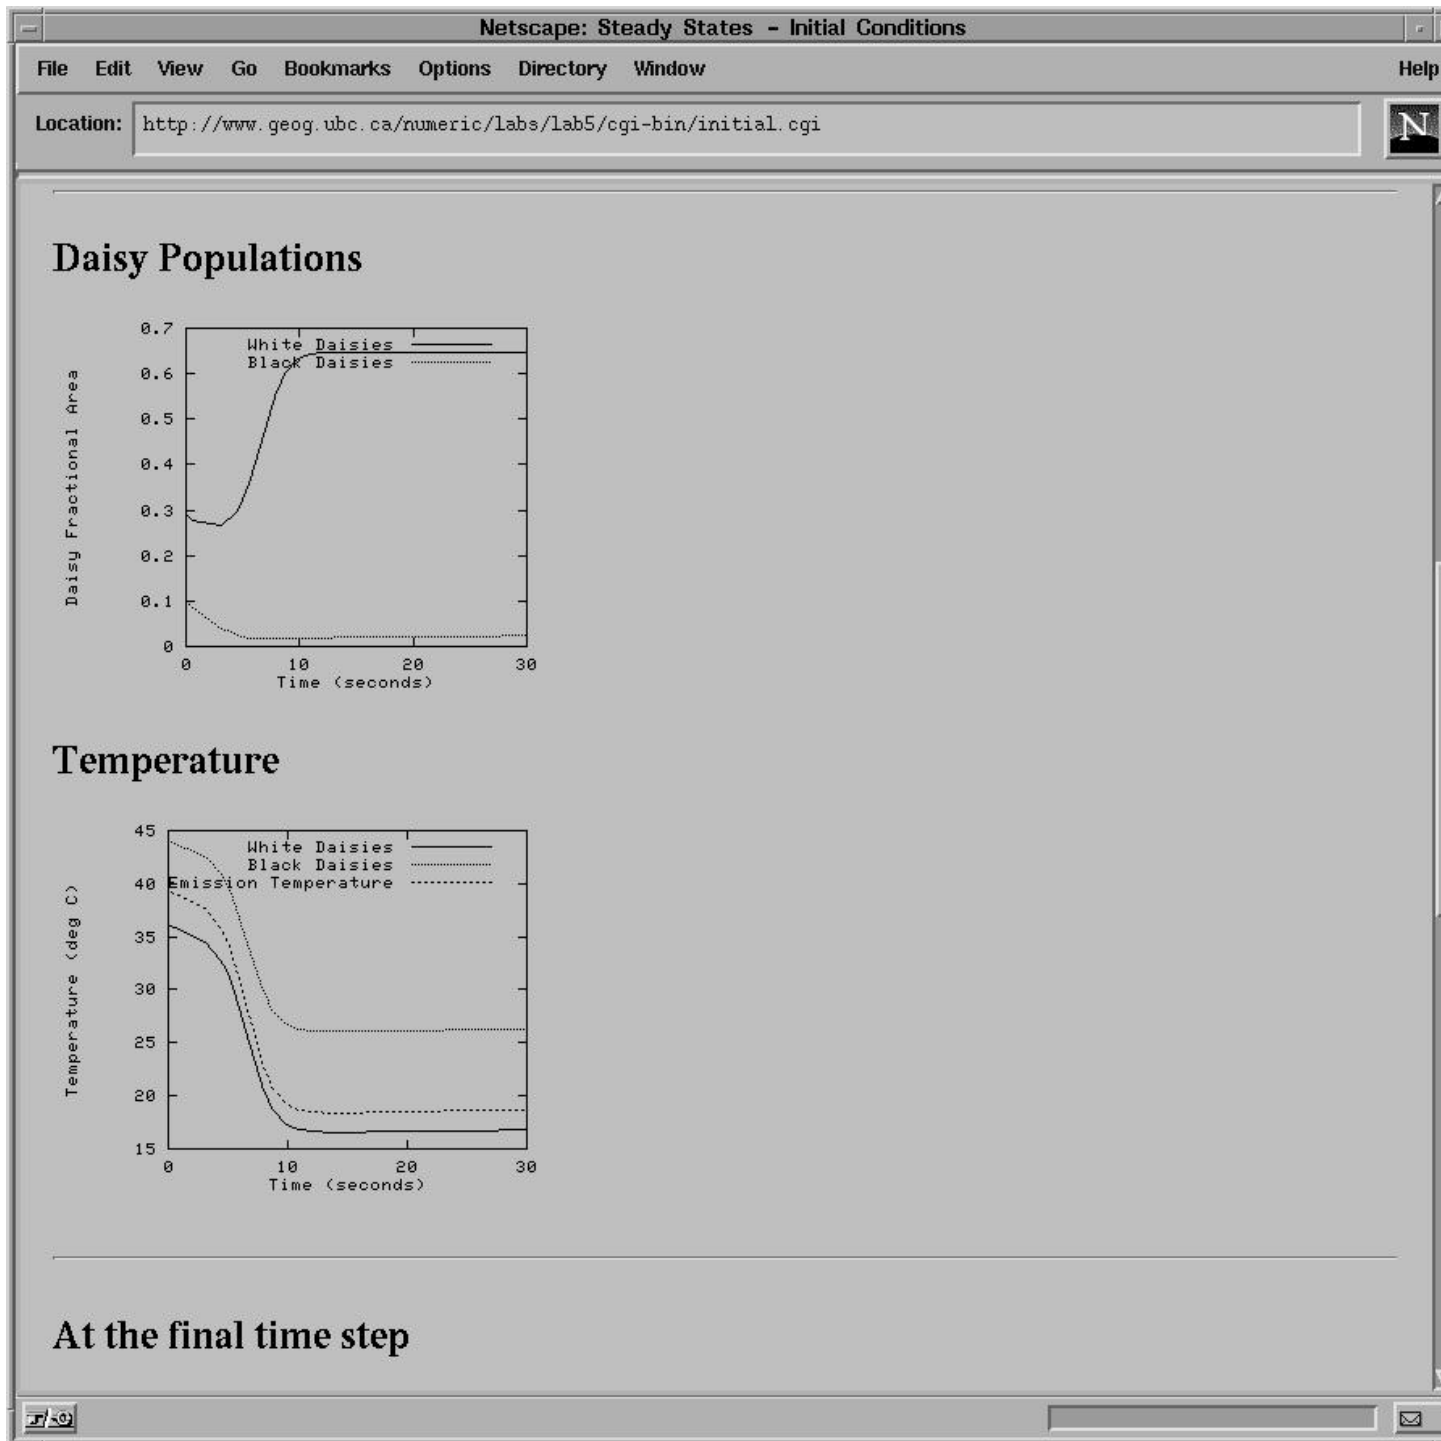 Netscape: Steady States - Initial Conditions
File Edit View Go Bookmarks Options Directory Window Help
Location: http://www.geog.ubc.ca/numeric/labs/lab5/cgi-bin/initial.cgi
N
Daisy Populations
Daisy Fractional Area
0.7
0.6
0.5
0.4
0.3
0.2
0.1
0
White Daisies
Black Daisies
0 10 20 30
Time (seconds)
Temperature
Temperature (deg C)
45
40
35
30
25
20
15
White Daisies
Black Daisies
Emission Temperature
0 10 20 30
Time (seconds)
At the final time step